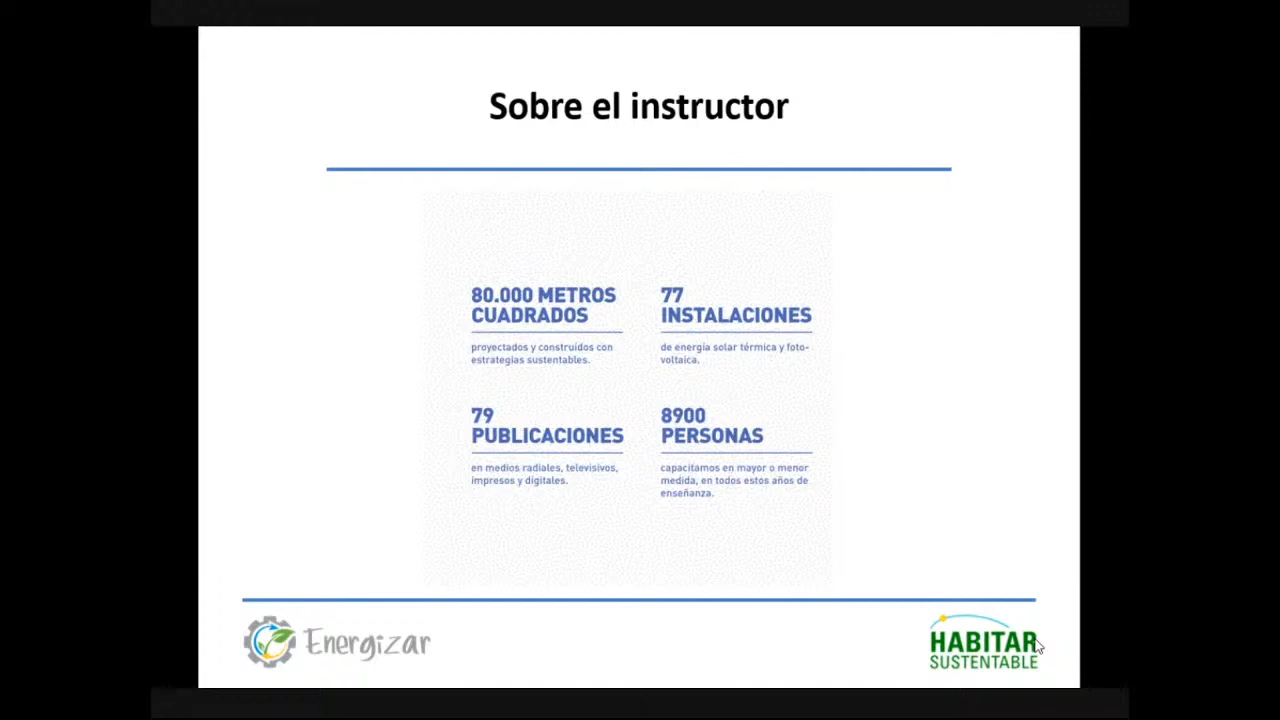 Sobre el instructor
80.000 METROS
CUADRADOS
proyectados y construidos con
estrategias sustentables.
77
INSTALACIONES
de energía solar térmica y foto-
voltaica.
79
PUBLICACIONES
en medios radiales, televisivos,
impresos y digitales.
8900
PERSONAS
capacitamos en mayor o menor
medida, en todos estos años de
enseñanza.
Energizar
HABITAR
SUSTENTABLE